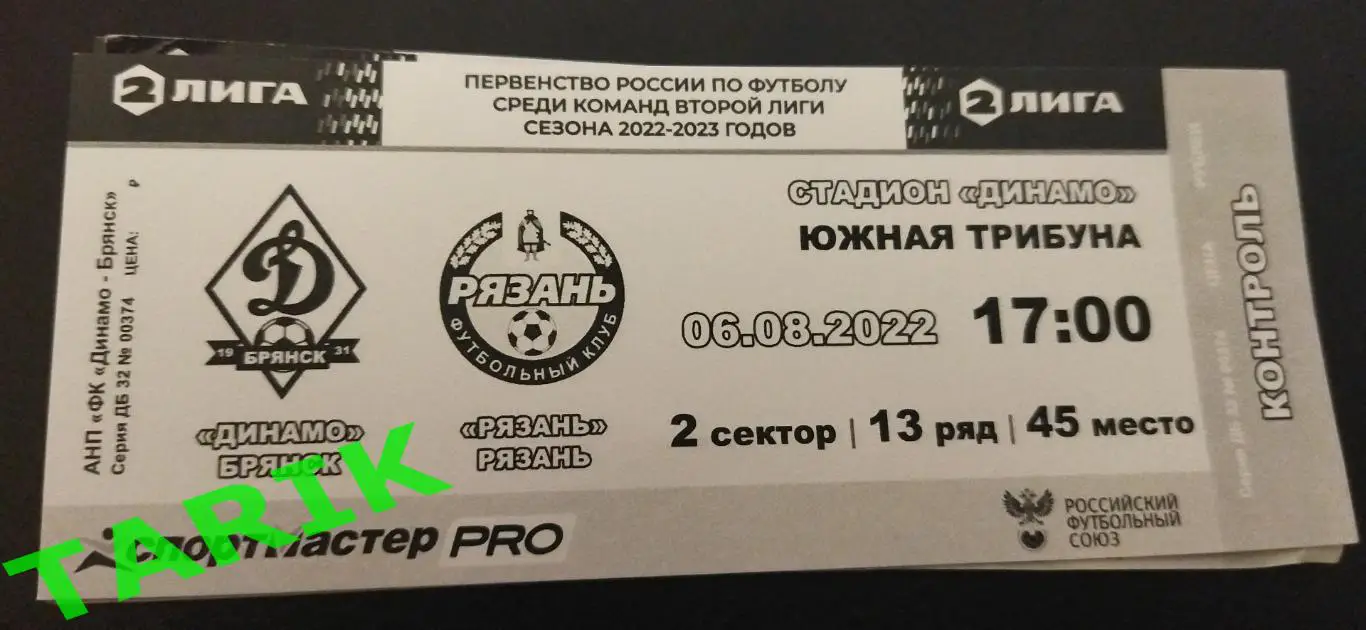 2 ЛИГА
ПЕРВЕНСТВО РОССИИ ПО ФУТБОЛУ
СРЕДИ КОМАНД ВТОРОЙ ЛИГИ
СЕЗОНА 2022-2023 ГОДОВ
2 ЛИГА
АНП «ФК «Динамо - Брянск»
Серия ДБ 32 № 00374 ЦЕНА: Р
Д
19 БРЯНСК 31
«ДИНАМО»
БРЯНСК
РЯЗАНЬ
ФУТБОЛЬНЫЙ КЛУБ
«РЯЗАНЬ»
РЯЗАНЬ
СТАДИОН «ДИНАМО»
ЮЖНАЯ ТРИБУНА
06.08.2022 17:00
2 сектор | 13 ряд | 45 место
СПОРТМАСТЕР PRO
РОССИЙСКИЙ
ФУТБОЛЬНЫЙ
СОЮЗ
КОНТРОЛЬ
TARIK